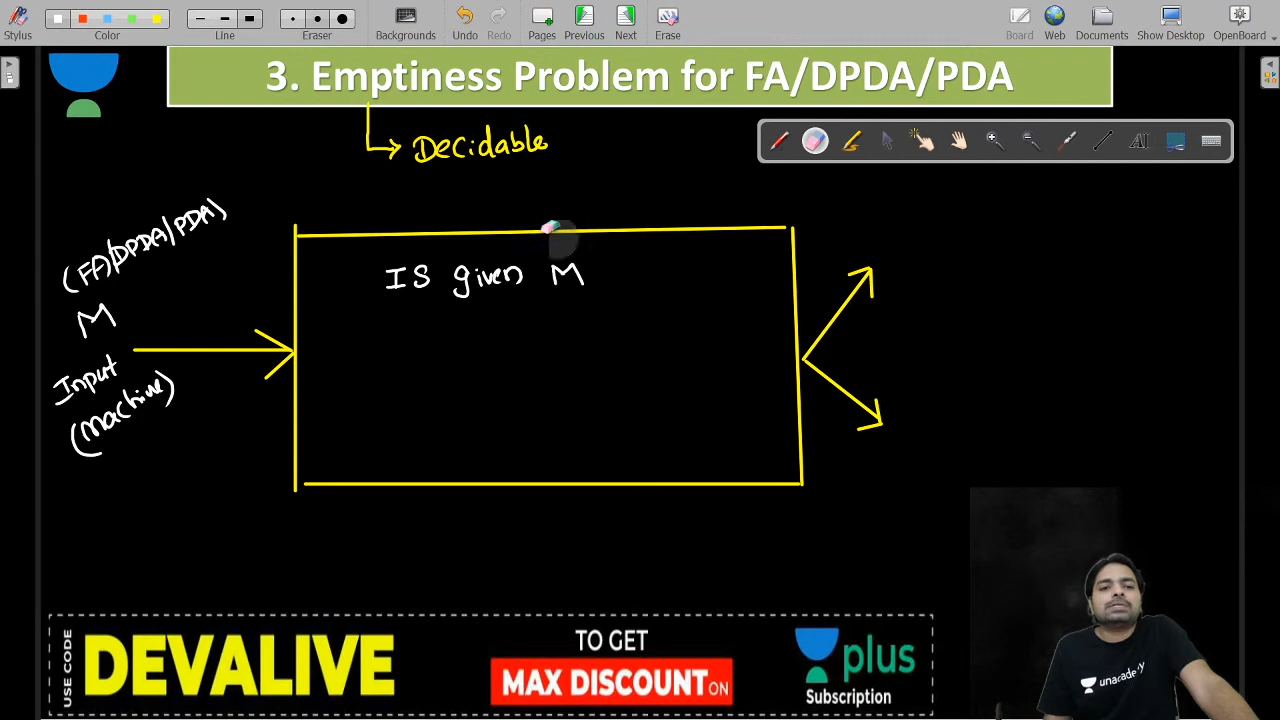 Stylus
Color
Line
Eraser
Backgrounds
Undo
Redo
Pages
Previous
Next
Erase
Board
Web
Documents
Show Desktop
OpenBoard
3. Emptiness Problem for FA/DPDA/PDA
Decidable
(FA/DPDA/PDA)
M
Input
(Machine)
IS given M
USE CODE
DEVALIVE
TO GET
MAX DISCOUNT ON
plus
Subscription
unacademy